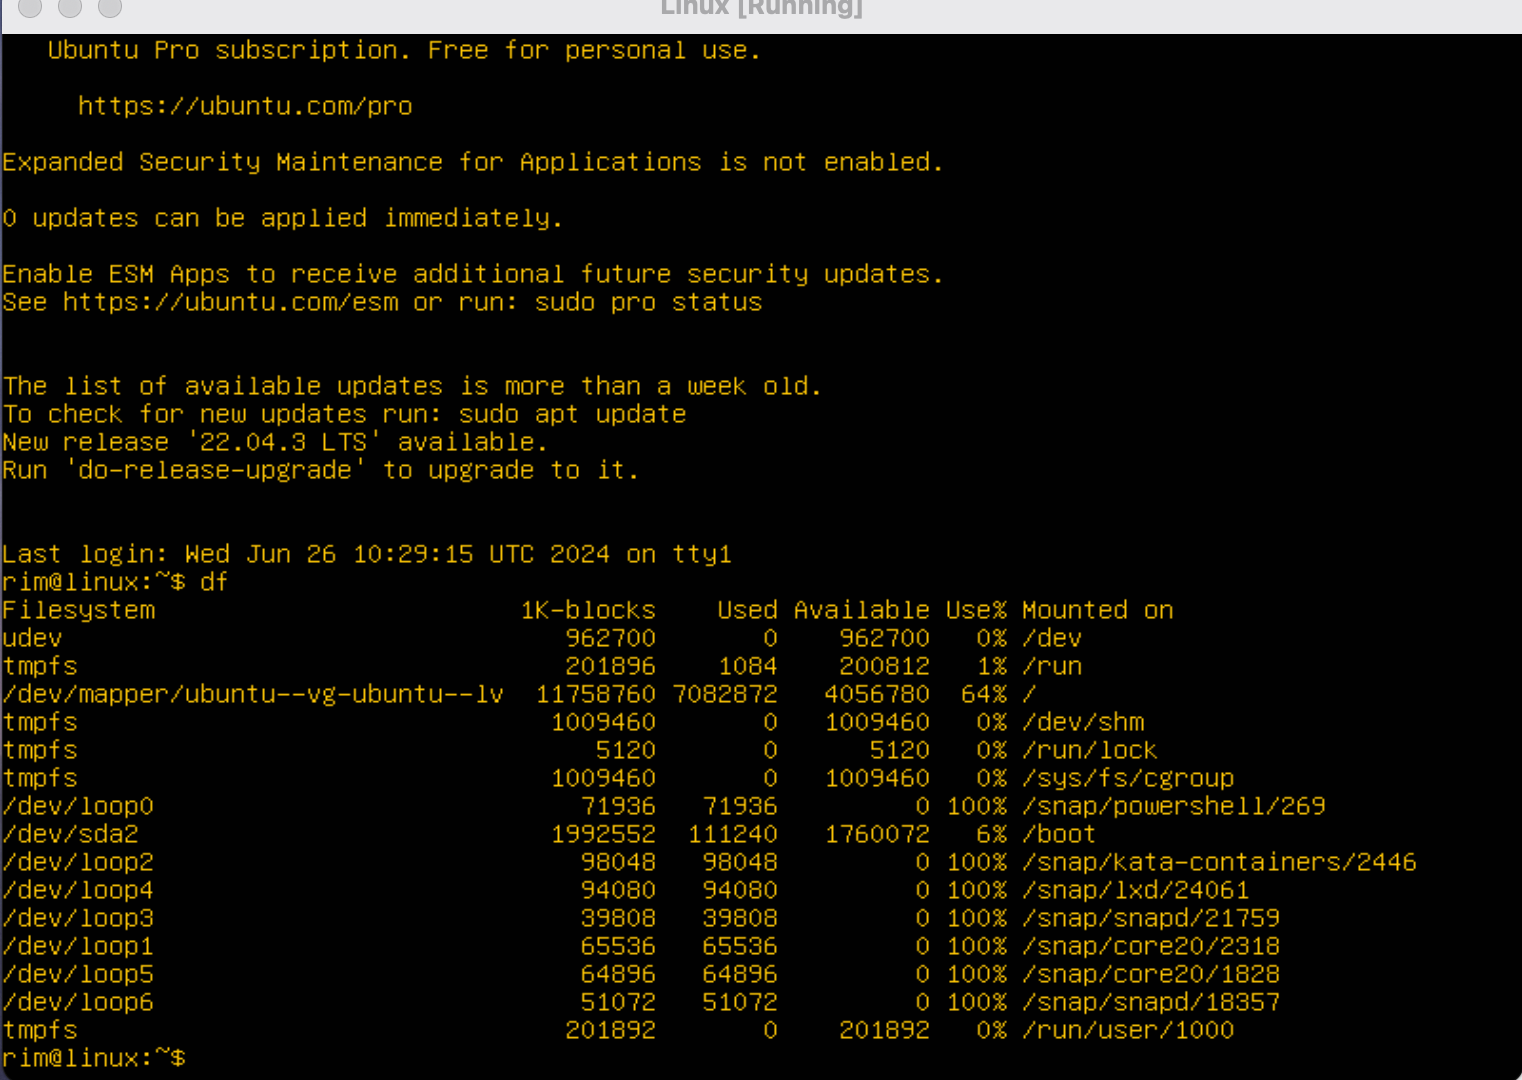 Linux [Running]
Ubuntu Pro subscription. Free for personal use.
https://ubuntu.com/pro
Expanded Security Maintenance for Applications is not enabled.
0 updates can be applied immediately.
Enable ESM Apps to receive additional future security updates.
See https://ubuntu.com/esm or run: sudo pro status
The list of available updates is more than a week old.
To check for new updates run: sudo apt update
New release '22.04.3 LTS' available.
Run 'do-release-upgrade' to upgrade to it.
Last login: Wed Jun 26 10:29:15 UTC 2024 on tty1
rim@linux:~$ df
Filesystem 1K-blocks Used Available Use% Mounted on
udev 962700 0 962700 0% /dev
tmpfs 201896 1084 200812 1% /run
/dev/mapper/ubuntu--vg-ubuntu--lv 11758760 7082872 4056780 64% /
tmpfs 1009460 0 1009460 0% /dev/shm
tmpfs 5120 0 5120 0% /run/lock
tmpfs 1009460 0 1009460 0% /sys/fs/cgroup
/dev/loop0 71936 71936 0 100% /snap/powershell/269
/dev/sda2 1992552 111240 1760072 6% /boot
/dev/loop2 98048 98048 0 100% /snap/kata-containers/2446
/dev/loop4 94080 94080 0 100% /snap/lxd/24061
/dev/loop3 39808 39808 0 100% /snap/snapd/21759
/dev/loop1 65536 65536 0 100% /snap/core20/2318
/dev/loop5 64896 64896 0 100% /snap/core20/1828
/dev/loop6 51072 51072 0 100% /snap/snapd/18357
tmpfs 201892 0 201892 0% /run/user/1000
rim@linux:~$